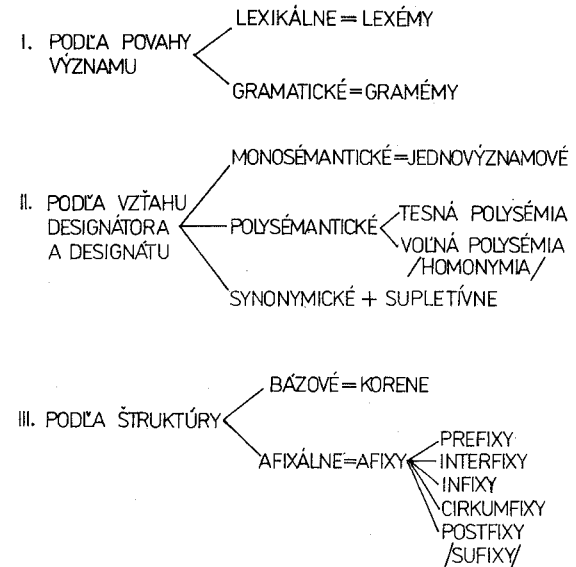 LEXIKÁLNE = LEXÉMY
I. PODĽA POVAHY
VÝZNAMU
GRAMATICKÉ = GRAMÉMY
MONOSÉMANTICKÉ = JEDNOVÝZNAMOVÉ
II. PODĽA VZŤAHU
DESIGNÁTORA
A DESIGNÁTU
POLYSÉMANTICKÉ
TESNÁ POLYSÉMIA
VOĽNÁ POLYSÉMIA
/HOMONYMIA/
SYNONYMICKÉ + SUPLETÍVNE
BÁZOVÉ = KORENE
III. PODĽA ŠTRUKTÚRY
AFIXÁLNE = AFIXY
PREFIXY
INTERFIXY
INFIXY
CIRKUMFIXY
POSTFIXY
/SUFIXY/